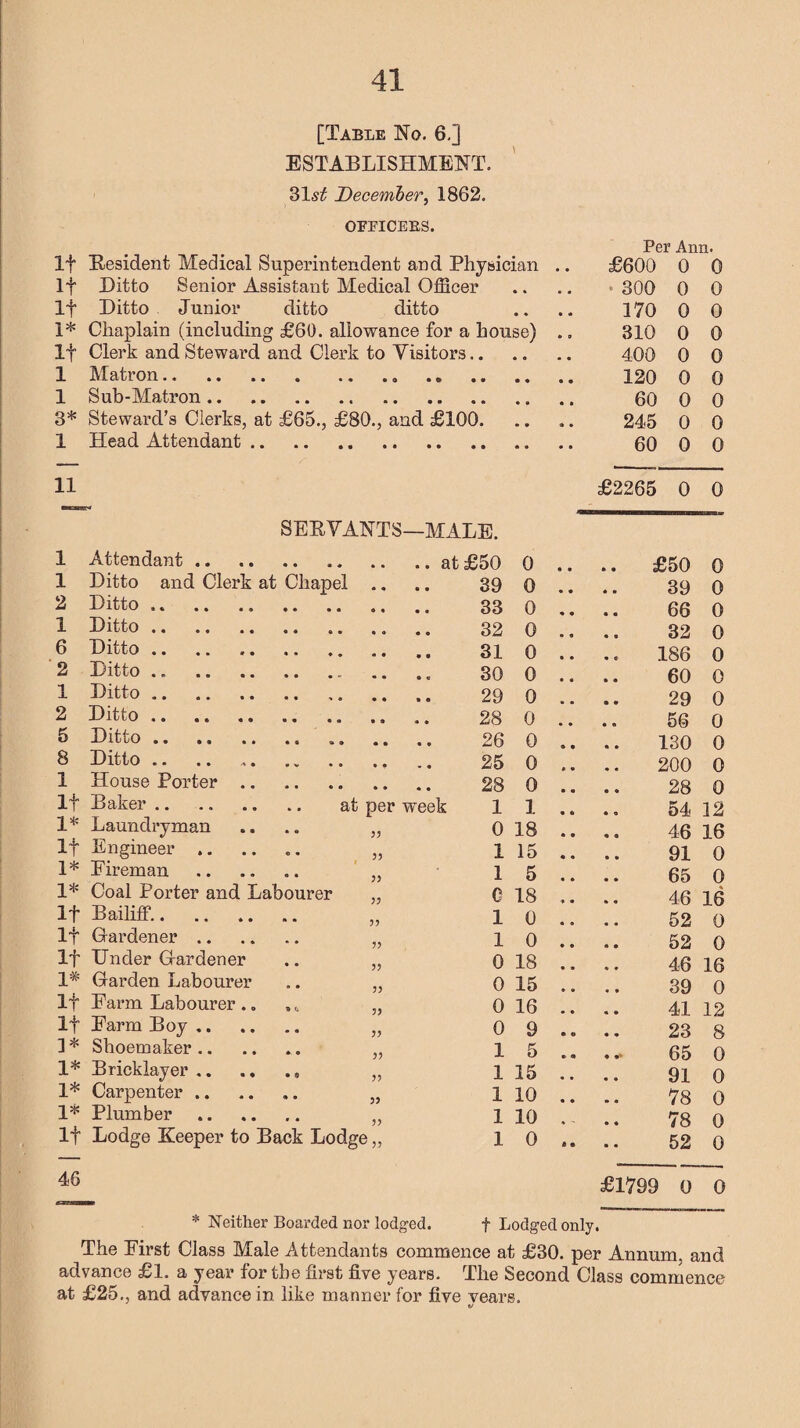 41
[Table No. 6.]
ESTABLISHMENT.
31st December, 1862.
OFFICERS.
Per Ann.
1† Resident Medical Superintendent and Physician .. £600 0 0
1† Ditto Senior Assistant Medical Officer .. .. 300 0 0
1† Ditto Junior ditto ditto .. .. 170 0 0
1* Chaplain (including £60. allowance for a house) .. 310 0 0
1† Clerk and Steward and Clerk to Visitors.. .. .. 400 0 0
1 Matron.. .. .. . .. .. .. .. .. .. 120 0 0
1 Sub-Matron .. .. .. .. .. .. .. .. .. 60 0 0
3* Steward's Clerks, at £65., £80., and £100. .. .. 245 0 0
1 Head Attendant .. .. .. .. .. .. .. .. 60 0 0
11 £2265 0 0
SERVANTS—MALE.
1 Attendant .. .. .. .. .. .. at £50 0 .. .. £50 0
1 Ditto and Clerk at Chapel .. .. 39 0 .. .. 39 0
2 Ditto .. .. .. .. .. .. .. 33 0 .. .. 66 0
1 Ditto .. .. .. .. .. .. .. 32 0 .. .. 32 0
6 Ditto .. .. .. .. .. .. .. 31 0 .. .. 186 0
2 Ditto .. .. .. .. .. .. .. 30 0 .. .. 60 0
1 Ditto .. .. .. .. .. .. .. 29 0 .. .. 29 0
2 Ditto .. .. .. .. .. .. .. 28 0 .. .. 56 0
5 Ditto .. .. .. .. .. .. .. 26 0 .. .. 130 0
8 Ditto .. .. .. .. .. .. .. 25 0 .. .. 200 0
1 House Porter .. .. .. .. .. 28 0 .. .. 28 0
1† Baker .. .. .. .. at per week 1 1 .. .. 54 12
1* Laundryman .. .. „ 0 18 .. .. 46 16
1† Engineer .. .. .. „ 1 15 .. .. 91 0
1* Fireman .. .. .. „ 1 5 .. .. 65 0
1* Coal Porter and Labourer „ 0 18 .. .. 46 16
1† Bailiff.. .. .. .. „ 1 0 .. .. 52 0
1† Gardener .. .. .. „ 1 0 .. .. 52 0
1† Under Gardener .. „ 0 18 .. .. 46 16
1* Garden Labourer .. „ 0 15 .. .. 39 0
1† Farm Labourer .. .. „ 0 16 .. .. 41 12
1† Farm Boy .. .. .. „ 0 9 .. .. 23 8
1* Shoemaker .. .. .. „ 1 5 .. .. 65 0
1* Bricklayer .. .. .. „ 1 15 .. .. 91 0
1* Carpenter .. .. .. „ 1 10 .. .. 78 0
1* Plumber .. .. .. „ 1 10 .. .. 78 0
1† Lodge Keeper to Back Lodge „ 1 0 .. .. 52 0
46 £1799 0 0
* Neither Boarded nor lodged. † Lodged only.
The First Class Male Attendants commence at £30. per Annum, and
advance £1. a year for the first five years. The Second Class commence
at £25., and advance in like manner for five years.